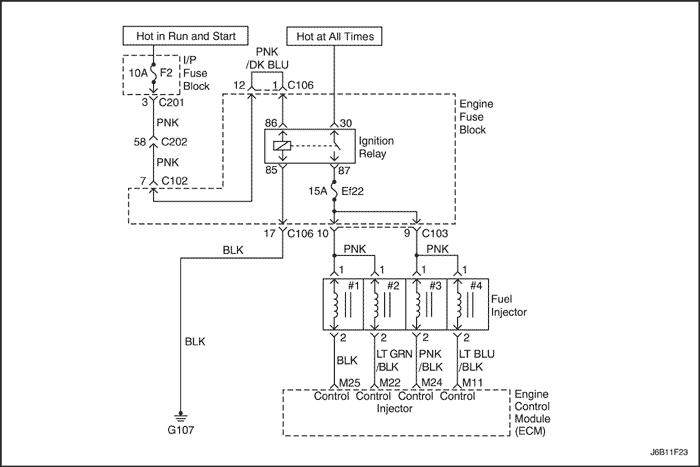 Hot in Run and Start
Hot at All Times
10A F2
I/P
Fuse
Block
PNK
/DK BLU
12 1 C106
3 C201
PNK
58 C202
PNK
7 C102
Engine
Fuse
Block
86 30
Ignition
Relay
85 87
15A Ef22
17 C106 10 9 C103
BLK PNK PNK
1 1 1 1
#1 #2 #3 #4
Fuel
Injector
2 2 2 2
BLK
BLK LT GRN PNK LT BLU
/BLK /BLK /BLK
M25 M22 M24 M11
Control Control Control Control
Injector
Engine
Control
Module
(ECM)
G107
J6B11F23